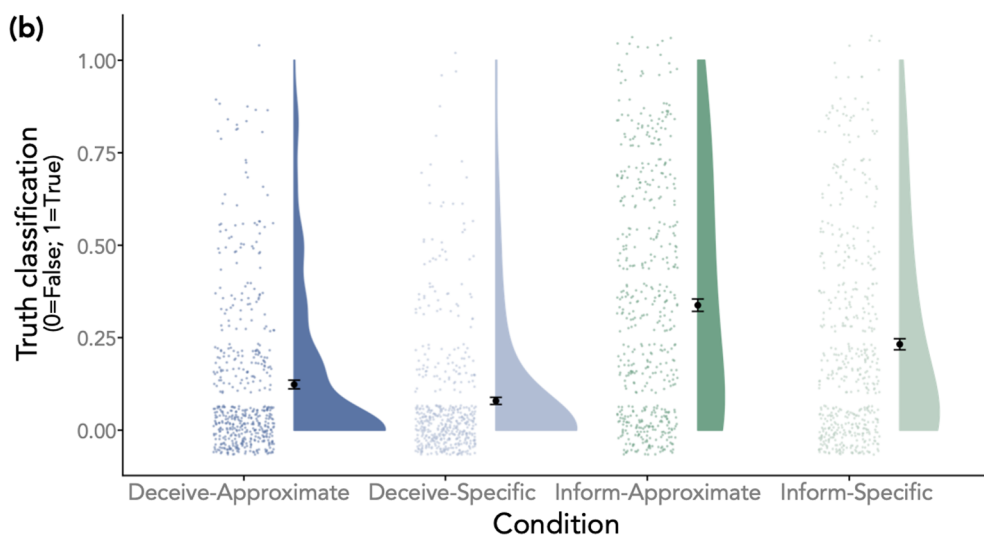 (b)
Truth classification
(0=False; 1=True)
1.00
0.75
0.50
0.25
0.00
Deceive-Approximate
Deceive-Specific
Inform-Approximate
Inform-Specific
Condition